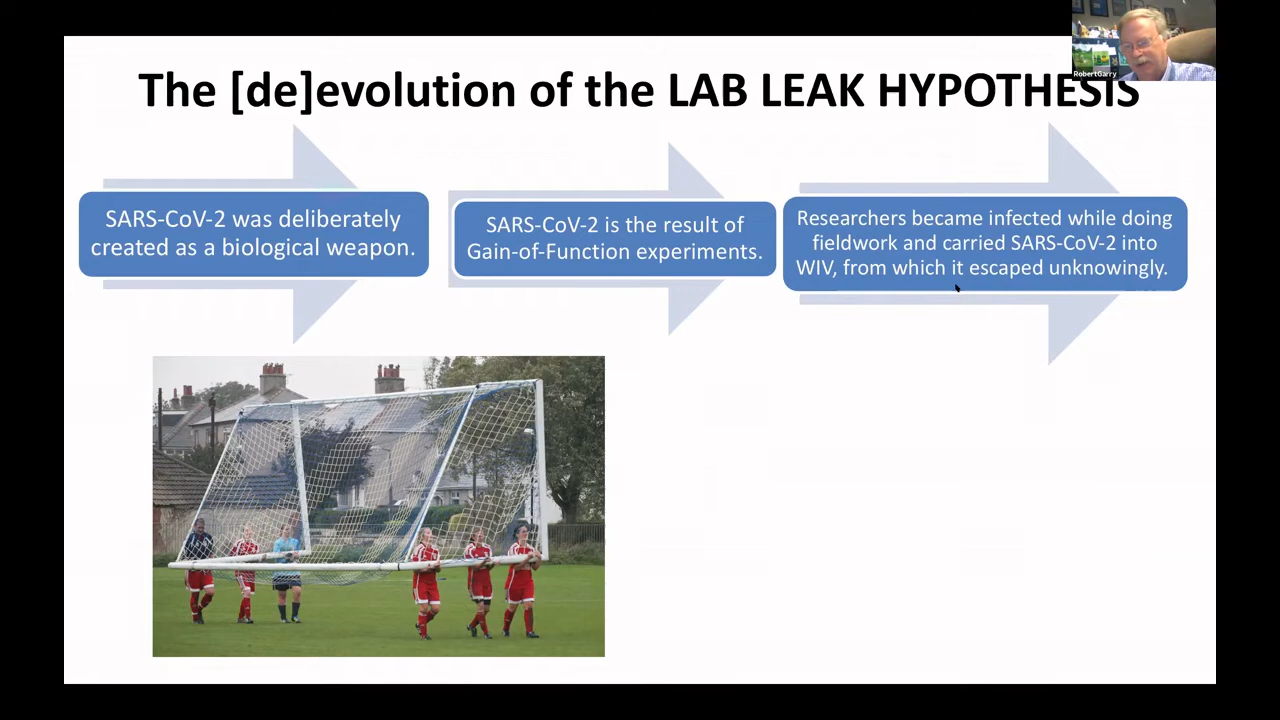 RobertGarry
The [de]evolution of the LAB LEAK HYPOTHESIS
SARS-CoV-2 was deliberately
created as a biological weapon.
SARS-CoV-2 is the result of
Gain-of-Function experiments.
Researchers became infected while doing
fieldwork and carried SARS-CoV-2 into
WIV, from which it escaped unknowingly.